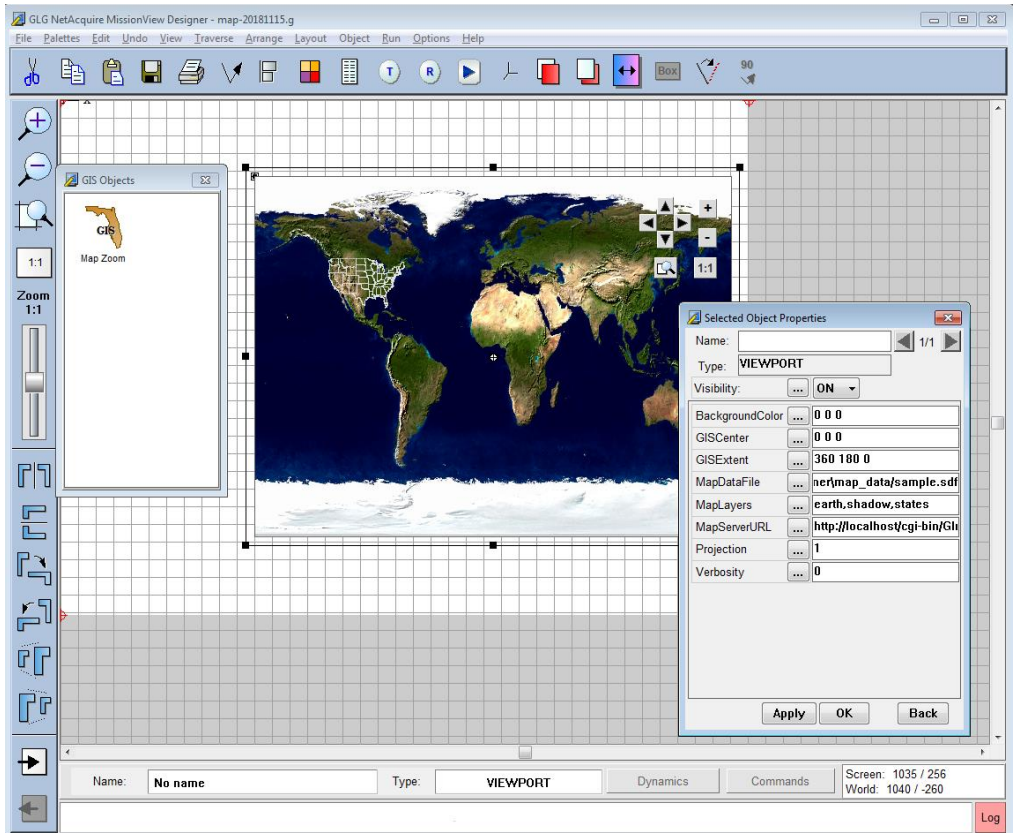 GLG NetAcquire MissionView Designer - map-20181115.g
File Palettes Edit Undo View Traverse Arrange Layout Object Run Options Help
T
R
Box
90
GIS Objects
GIS
Map Zoom
1:1
Zoom
1:1
+
-
1:1
Selected Object Properties
Name:
1/1
Type: VIEWPORT
Visibility: ... ON
BackgroundColor ... 0 0 0
GISCenter ... 0 0 0
GISExtent ... 360 180 0
MapDataFile ... ner\map_data/sample.sdf
MapLayers ... earth,shadow,states
MapServerURL ... http://localhost/cgi-bin/Gl
Projection ... 1
Verbosity ... 0
Apply OK Back
Name: No name Type: VIEWPORT Dynamics Commands
Screen: 1035 / 256
World: 1040 / -260
Log